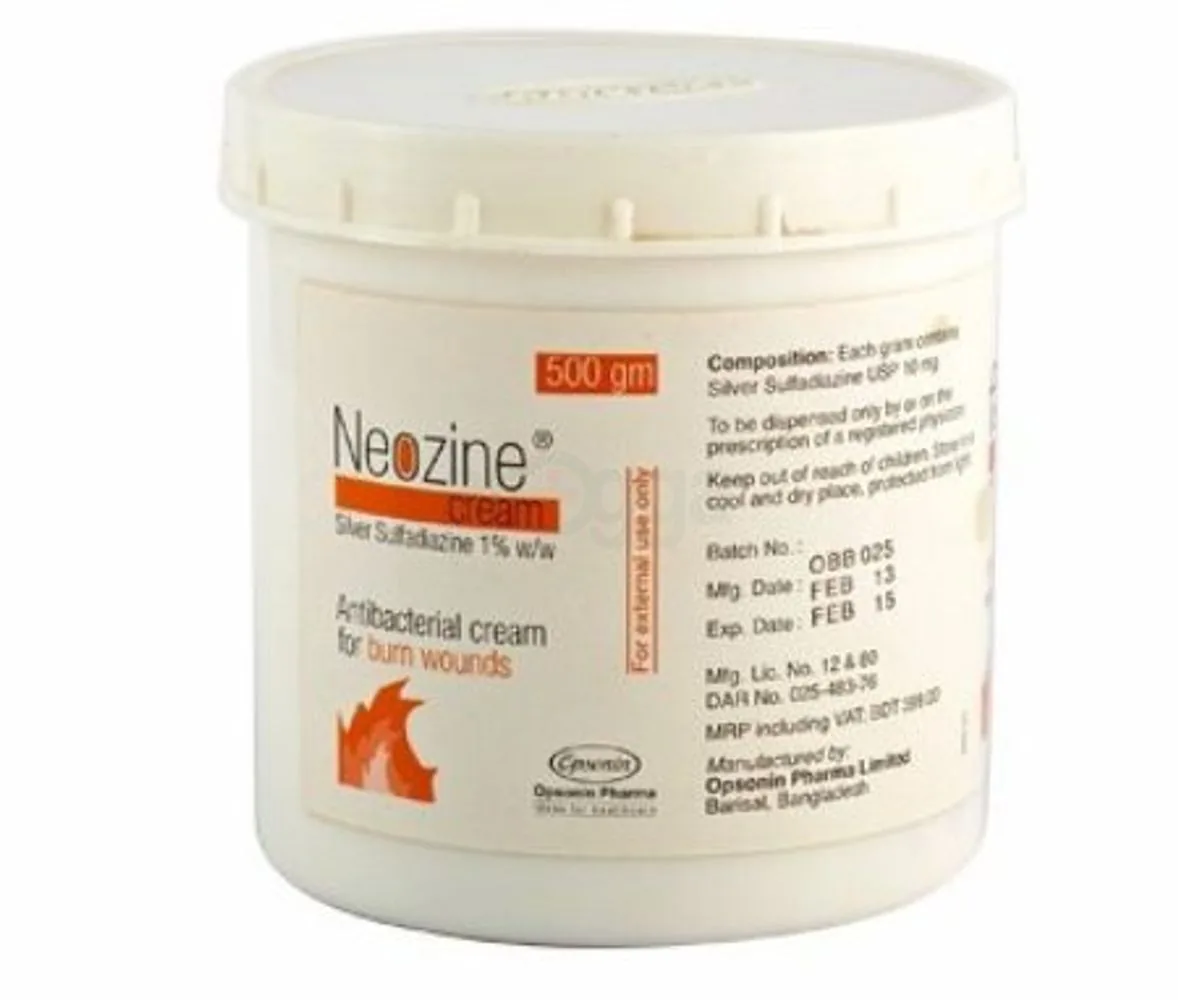 500 gm
Neozine®
cream
Silver Sulfadiazine 1% w/w
Antibacterial cream
for burn wounds
For external use only
Opsonin
Opsonin Pharma
Composition: Each gram contains
Silver Sulfadiazine USP 10 mg
To be dispensed only by or on the
prescription of a registered physician
Keep out of reach of children. Store in a
cool and dry place, protected from light.
Batch No.: OBB 025
Mfg. Date: FEB 13
Exp. Date: FEB 15
Mfg. Lic. No. 12 & 60
DAR No. 025-483-76
MRP including VAT: BDT
Manufactured by:
Opsonin Pharma Limited
Barisal, Bangladesh